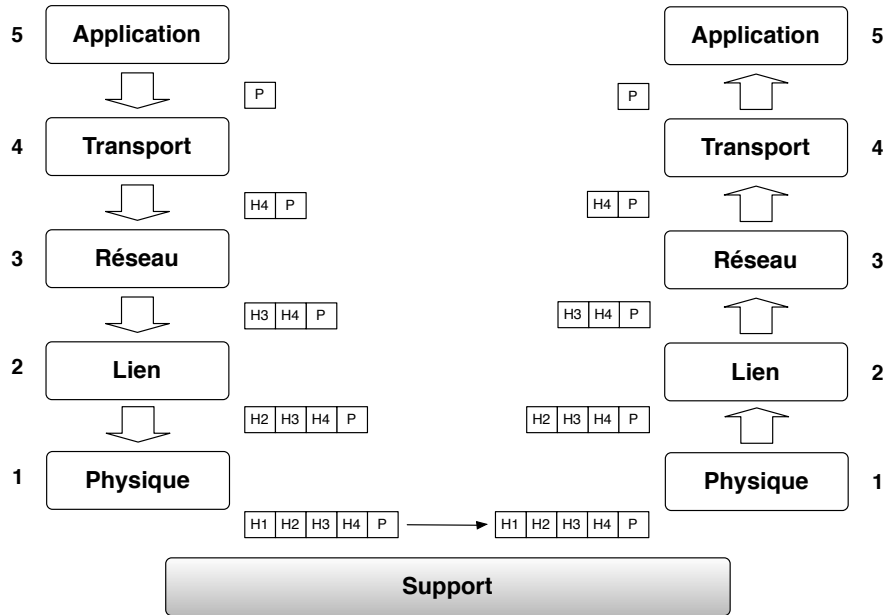 5 Application Application 5
P P
4 Transport Transport 4
H4 P H4 P
3 Réseau Réseau 3
H3 H4 P H3 H4 P
2 Lien Lien 2
H2 H3 H4 P H2 H3 H4 P
1 Physique Physique 1
H1 H2 H3 H4 P H1 H2 H3 H4 P
Support